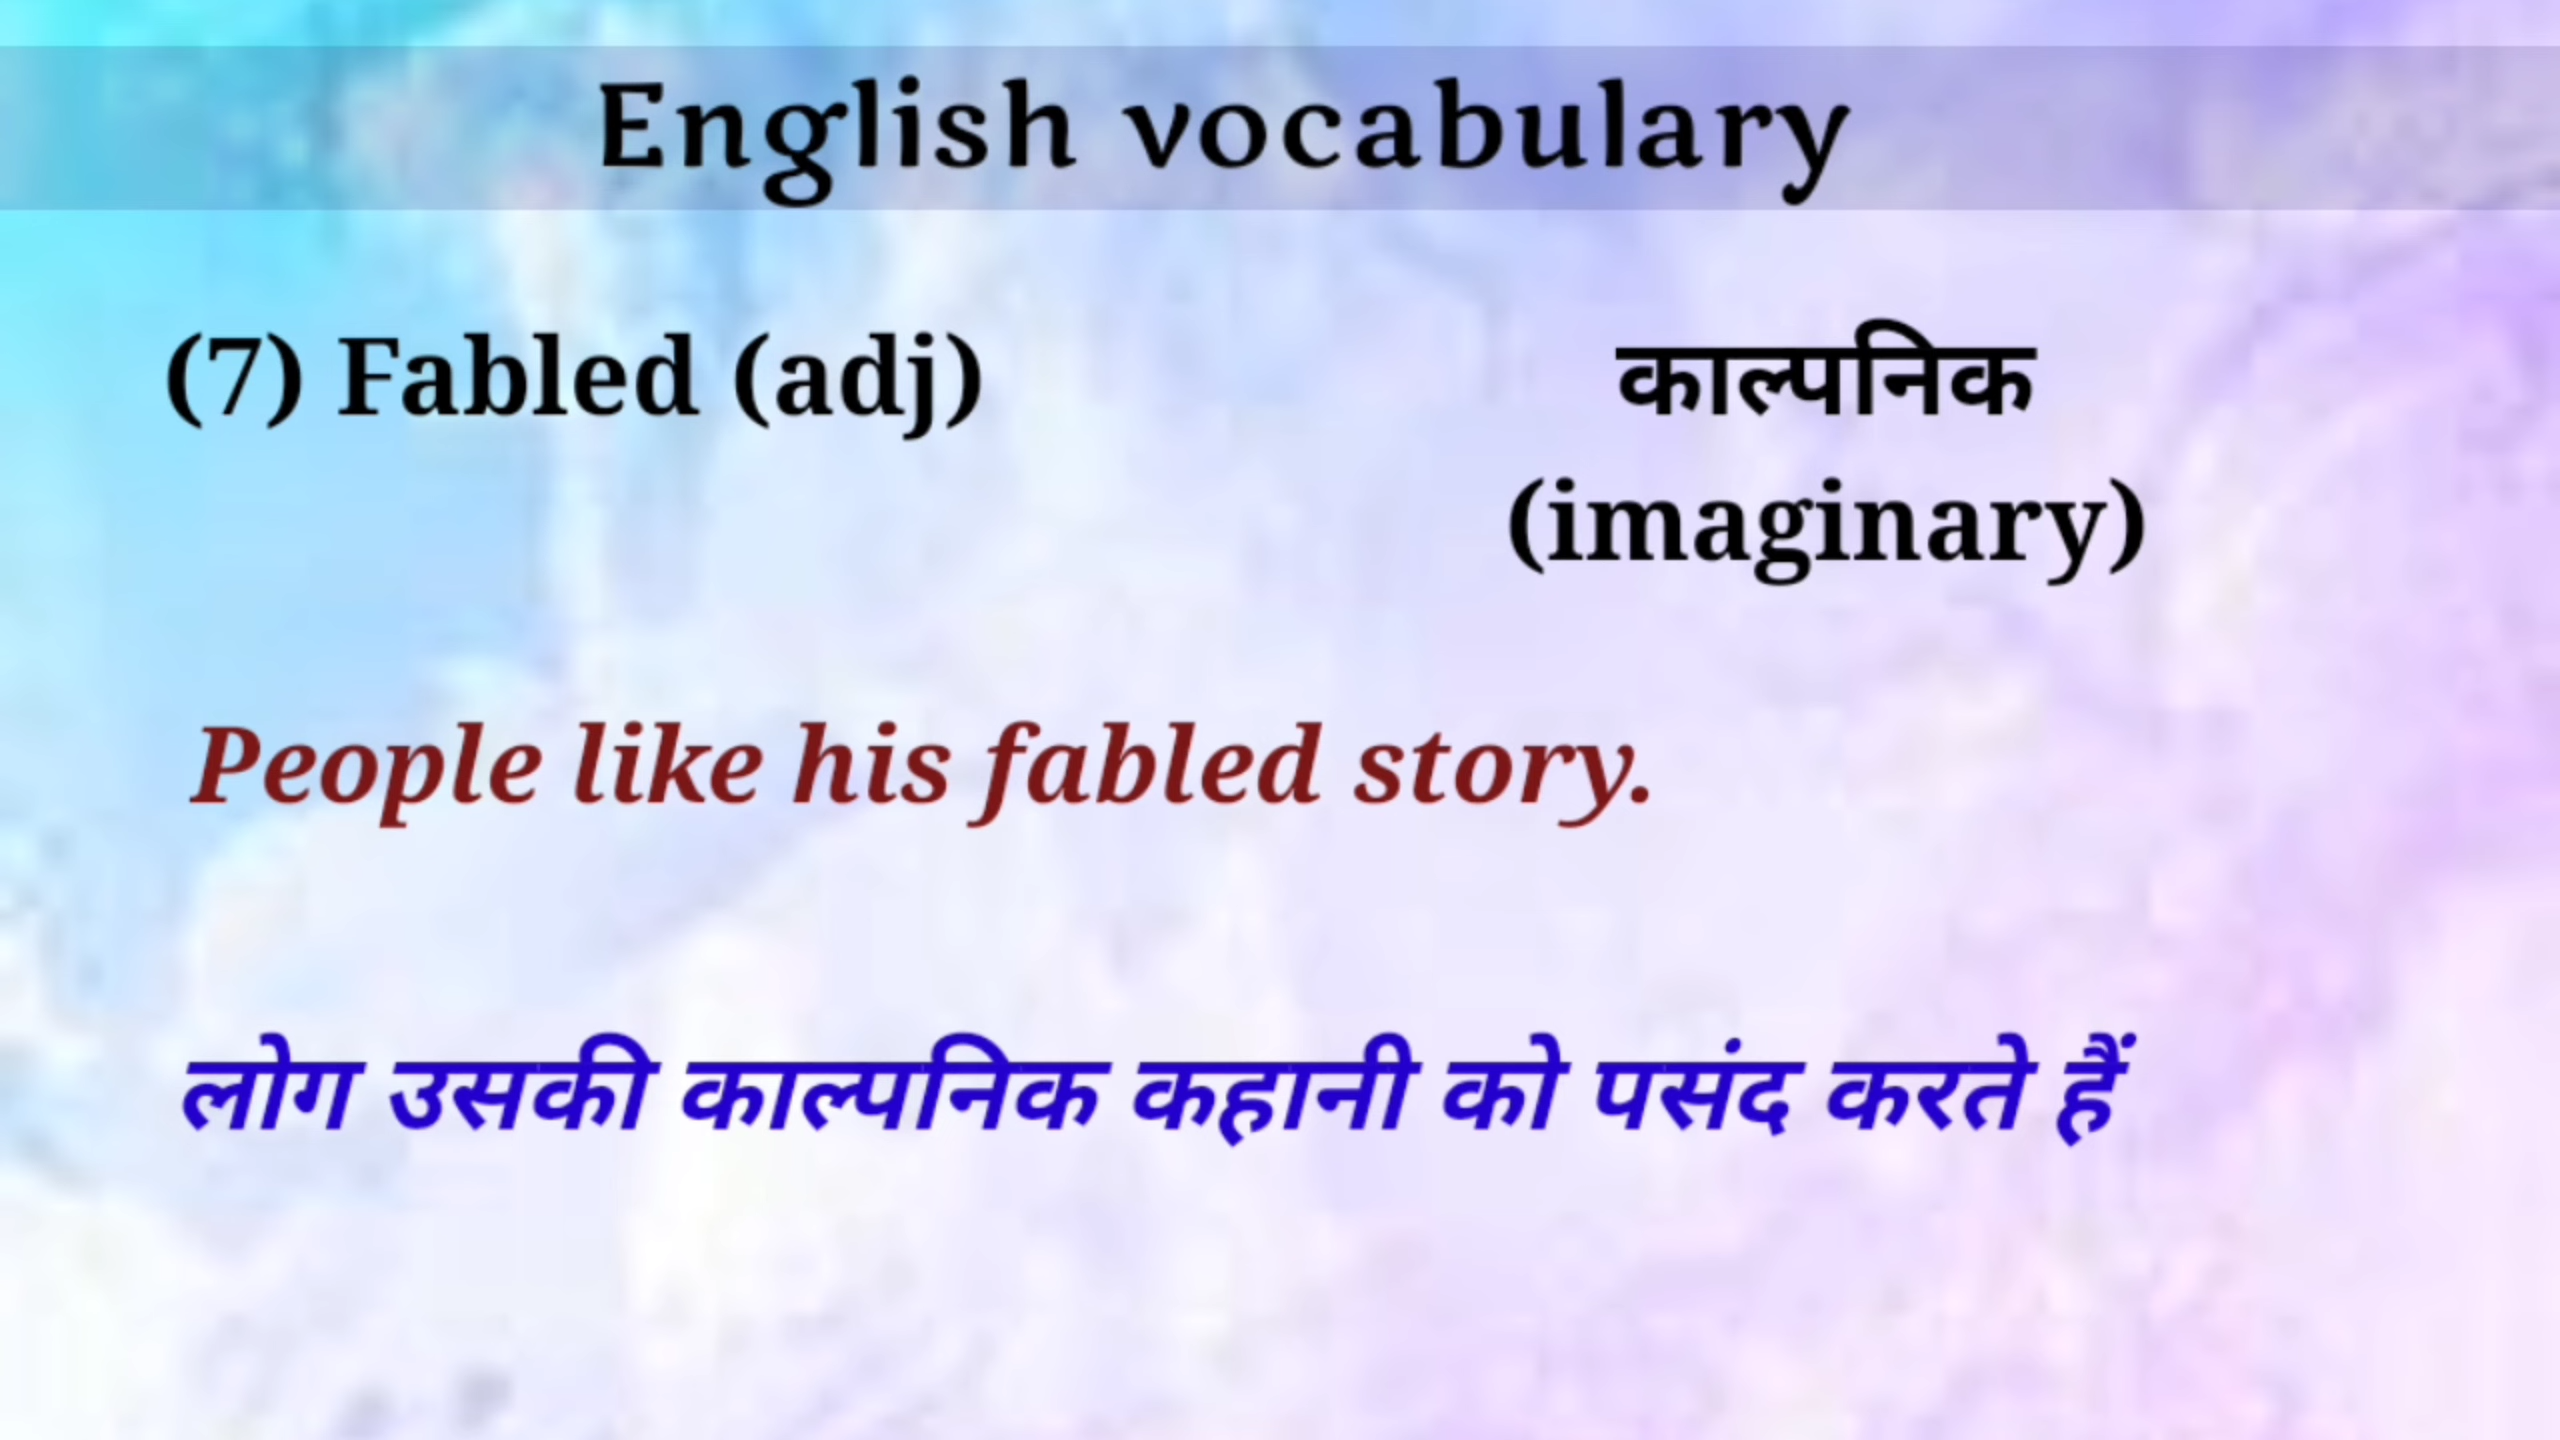 English vocabulary
(7) Fabled (adj) काल्पनिक
(imaginary)
People like his fabled story.
लोग उसकी काल्पनिक कहानी को पसंद करते हैं